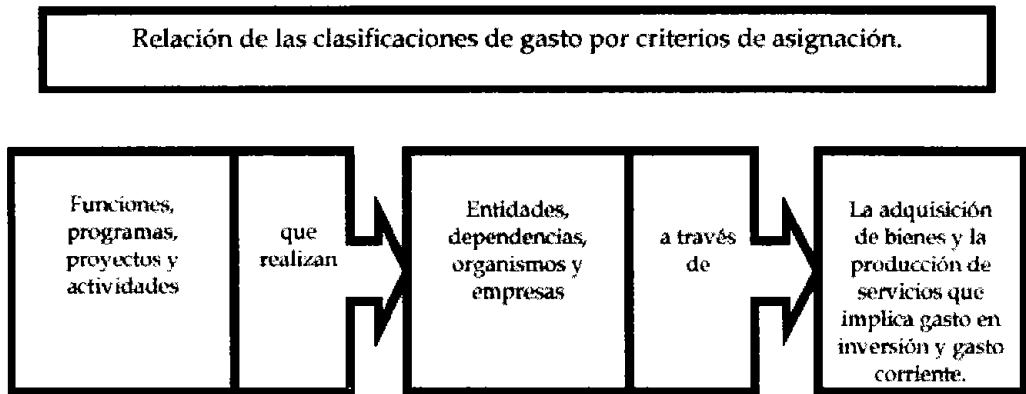 Relación de las clasificaciones de gasto por criterios de asignación.
Funciones,
programas,
proyectos y
actividades
que
realizan
Entidades,
dependencias,
organismos y
empresas
a través
de
La adquisición
de bienes y la
producción de
servicios que
implica gasto en
inversión y gasto
corriente.